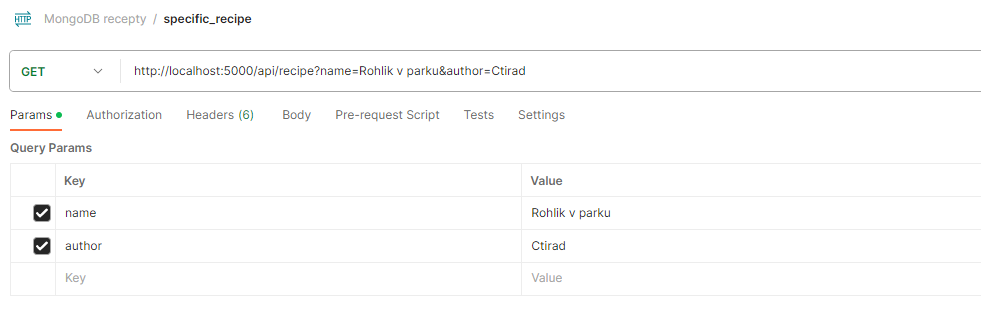 HTTP MongoDB recepty / specific_recipe
GET http://localhost:5000/api/recipe?name=Rohlik v parku&author=Ctirad
Params Authorization Headers (6) Body Pre-request Script Tests Settings
Query Params
Key Value
name Rohlik v parku
author Ctirad
Key Value